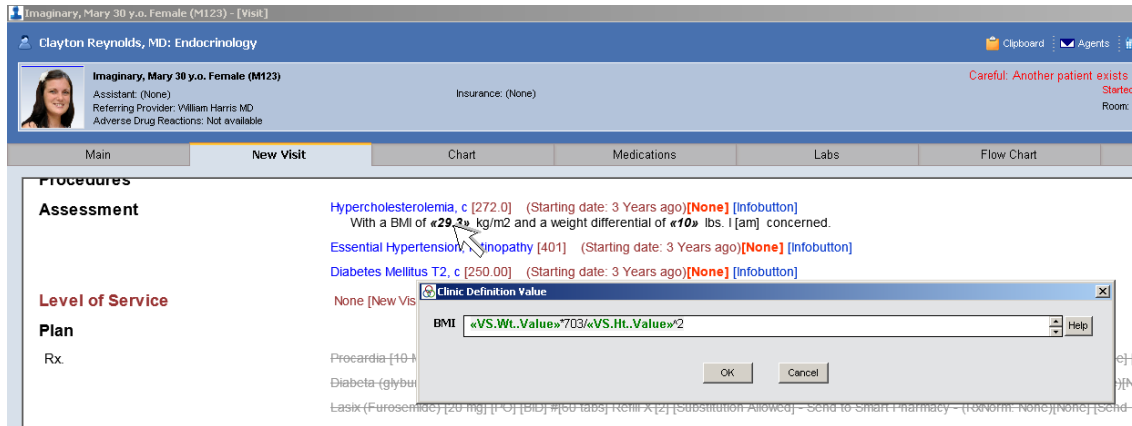 Imaginary, Mary 30 y.o. Female (M123) - [Visit]
Clayton Reynolds, MD: Endocrinology
Clipboard Agents
Imaginary, Mary 30 y.o. Female (M123)
Careful: Another patient exists
Assistant: (None)
Insurance: (None)
Started
Referring Provider: William Harris MD
Room:
Adverse Drug Reactions: Not available
Main New Visit Chart Medications Labs Flow Chart
Procedures
Assessment
Hypercholesterolemia, c [272.0] (Starting date: 3 Years ago)[None] [Infobutton]
With a BMI of «29.3» kg/m2 and a weight differential of «10» lbs. I [am] concerned.
Essential Hypertension, Retinopathy [401] (Starting date: 3 Years ago)[None] [Infobutton]
Diabetes Mellitus T2, c [250.00] (Starting date: 3 Years ago)[None] [Infobutton]
Level of Service
None [New Vis
Clinic Definition Value
BMI «VS.Wt..Value»*703/«VS.Ht..Value»^2 Help
OK Cancel
Plan
Rx.
Procardia [10 M
Diabeta (glybur
Lasix (Furosemide) [20 mg] [PO] [BID] #[60 tabs] Refill X [2] [Substitution Allowed] - Send to Smart Pharmacy - (RxNorm: None)[None] [Send